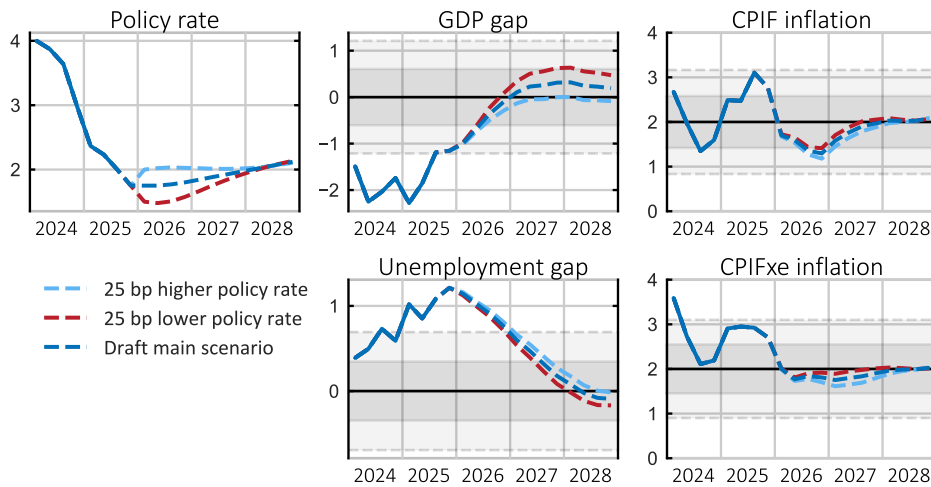 Policy rate
4
3
2
2024 2025 2026 2027 2028
GDP gap
1
0
−1
−2
2024 2025 2026 2027 2028
CPIF inflation
4
3
2
1
0
2024 2025 2026 2027 2028
25 bp higher policy rate
25 bp lower policy rate
Draft main scenario
Unemployment gap
1
0
2024 2025 2026 2027 2028
CPIFxe inflation
4
3
2
1
0
2024 2025 2026 2027 2028